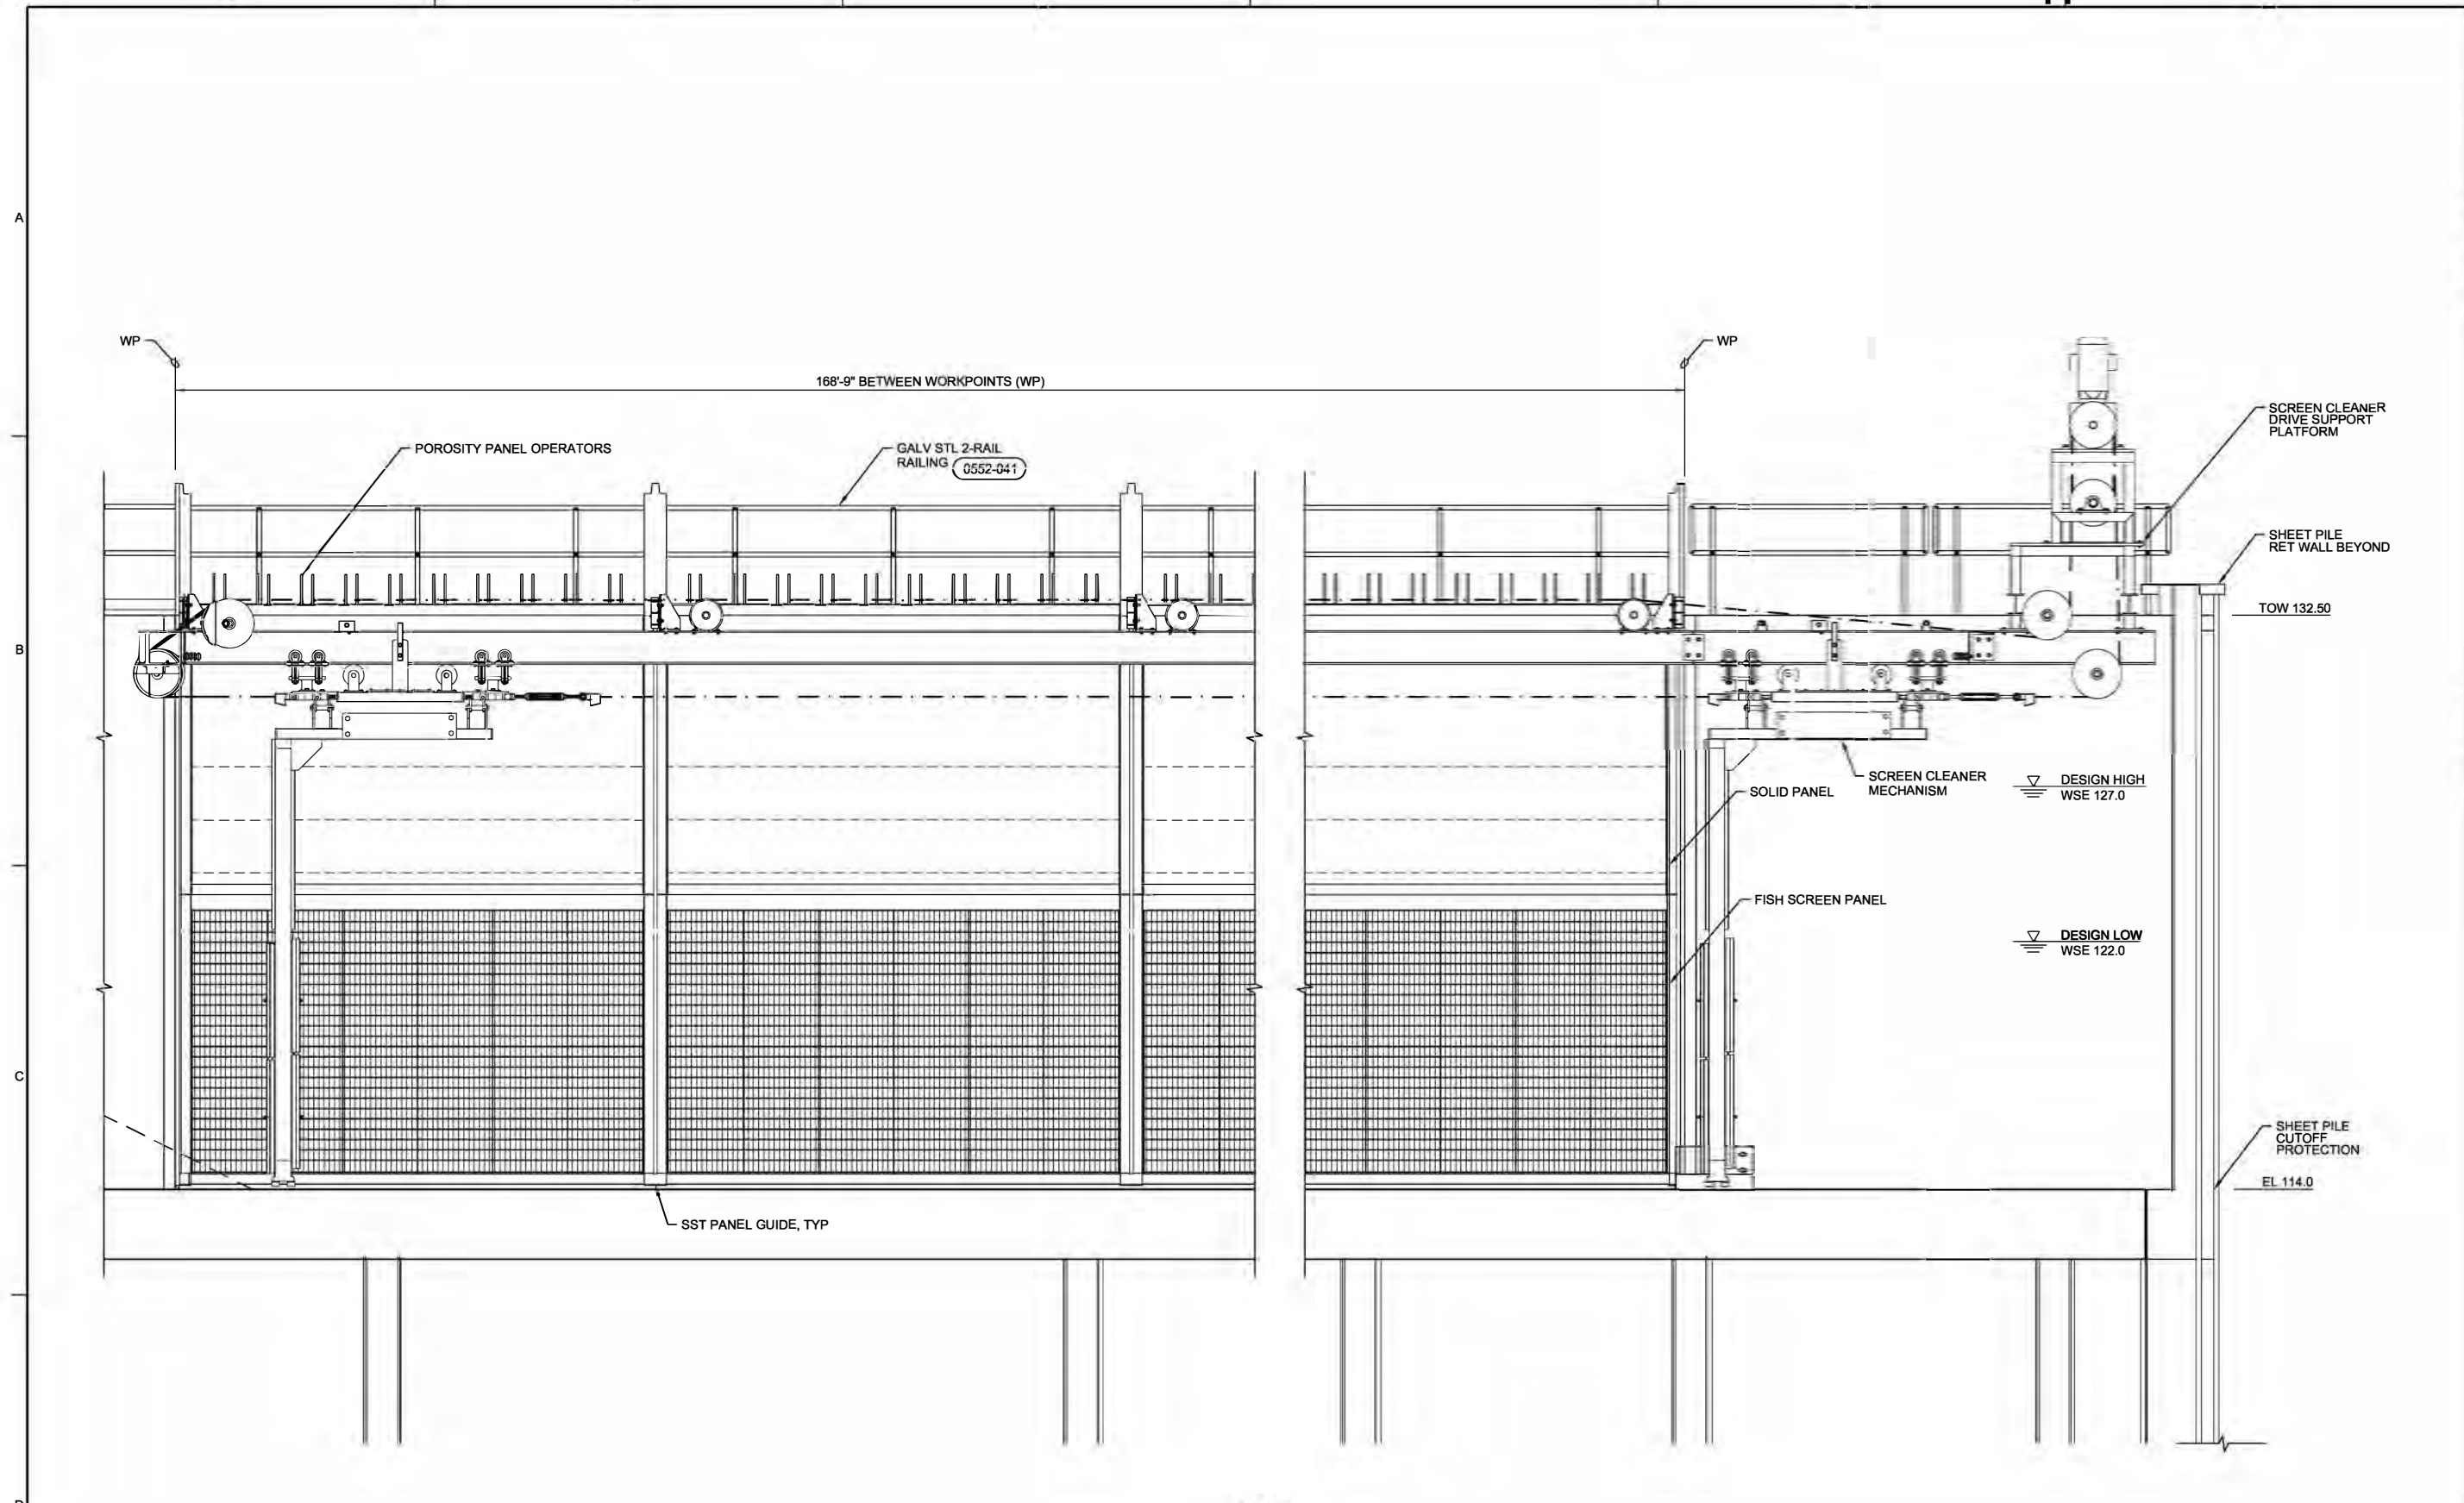 WP
WP
168'-9" BETWEEN WORKPOINTS (WP)
SCREEN CLEANER
DRIVE SUPPORT
PLATFORM
POROSITY PANEL OPERATORS
GALV STL 2-RAIL
RAILING 0552-041
SHEET PILE
RET WALL BEYOND
TOW 132.50
SCREEN CLEANER
MECHANISM
DESIGN HIGH
WSE 127.0
SOLID PANEL
FISH SCREEN PANEL
DESIGN LOW
WSE 122.0
SHEET PILE
CUTOFF
PROTECTION
EL 114.0
SST PANEL GUIDE, TYP
A
B
C